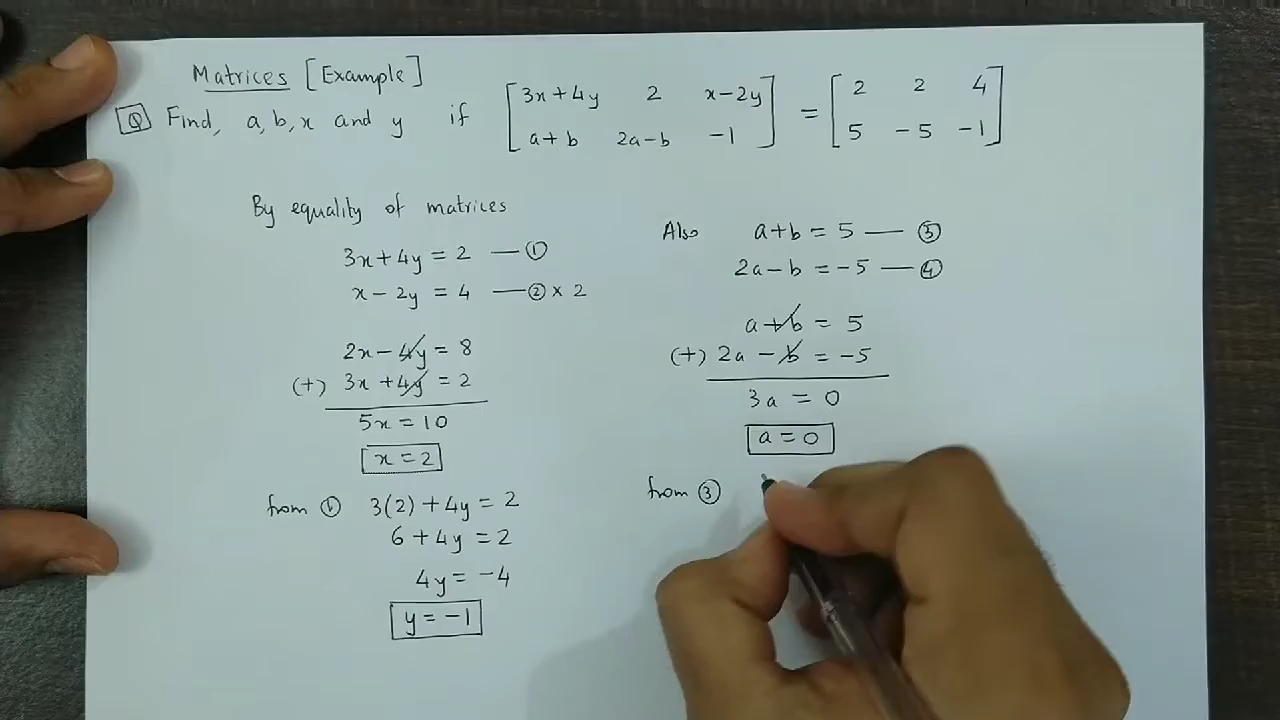 Matrices [Example]
Q Find, a, b, x and y if [3x+4y 2 x-2y] = [2 2 4]
[a+b 2a-b -1] [5 -5 -1]
By equality of matrices
3x+4y = 2 — ①
x - 2y = 4 — ② × 2
2x - 4y = 8
(+) 3x + 4y = 2
5x = 10
x = 2
from ① 3(2) + 4y = 2
6 + 4y = 2
4y = -4
y = -1
Also a+b = 5 — ③
2a - b = -5 — ④
a + b = 5
(+) 2a - b = -5
3a = 0
a = 0
from ③